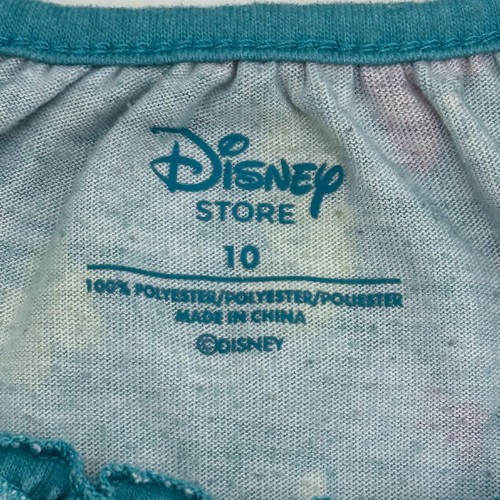 Disney
STORE
10
100% POLYESTER/POLYESTER/POLIESTER
MADE IN CHINA
©DISNEY